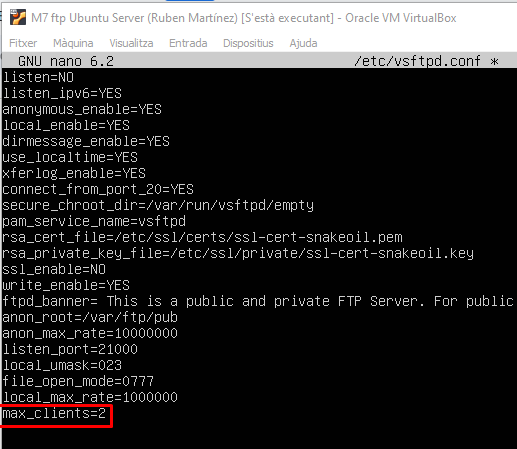 M7 ftp Ubuntu Server (Ruben Martínez) [S'està executant] - Oracle VM VirtualBox
Fitxer Màquina Visualitza Entrada Dispositius Ajuda
GNU nano 6.2 /etc/vsftpd.conf *
listen=NO
listen_ipv6=YES
anonymous_enable=YES
local_enable=YES
dirmessage_enable=YES
use_localtime=YES
xferlog_enable=YES
connect_from_port_20=YES
secure_chroot_dir=/var/run/vsftpd/empty
pam_service_name=vsftpd
rsa_cert_file=/etc/ssl/certs/ssl-cert-snakeoil.pem
rsa_private_key_file=/etc/ssl/private/ssl-cert-snakeoil.key
ssl_enable=NO
write_enable=YES
ftpd_banner= This is a public and private FTP Server. For public
anon_root=/var/ftp/pub
anon_max_rate=10000000
listen_port=21000
local_umask=023
file_open_mode=0777
local_max_rate=1000000
max_clients=2